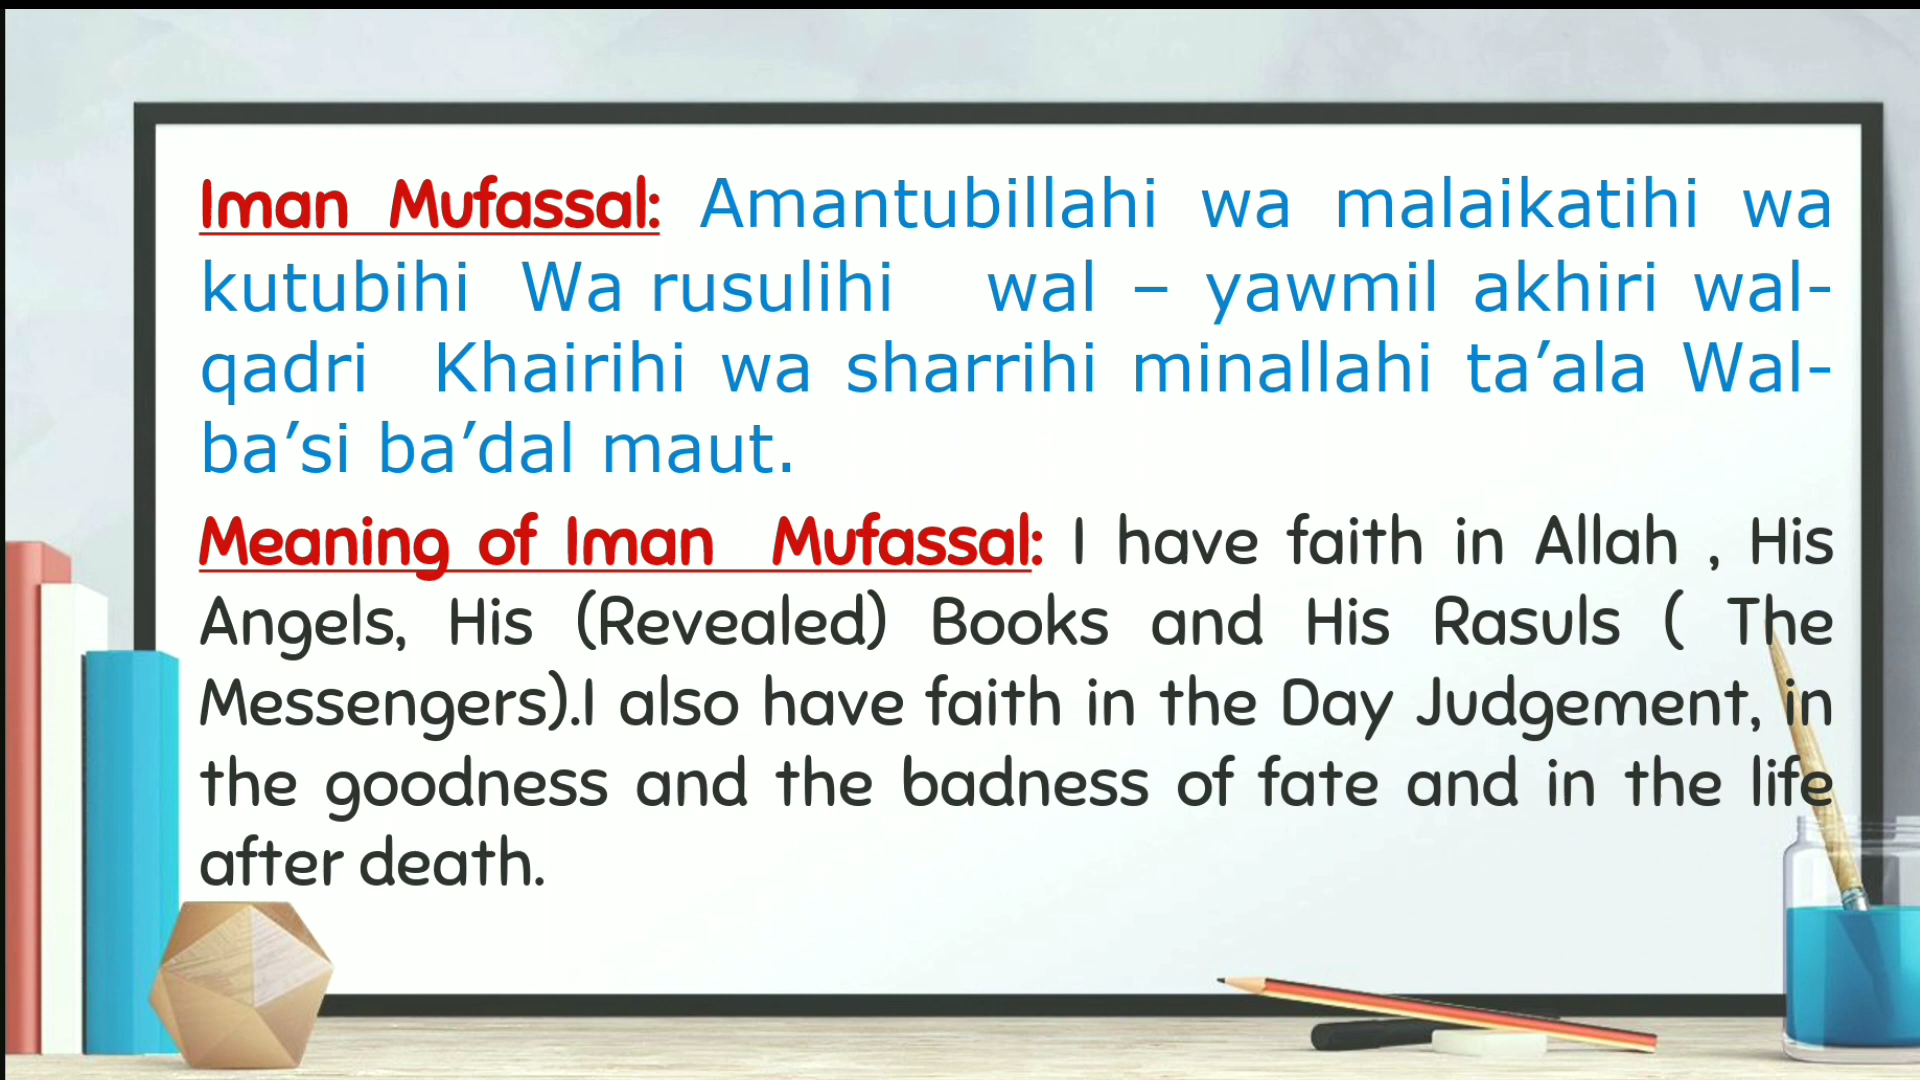 Iman Mufassal: Amantubillahi wa malaikatihi wa
kutubihi Wa rusulihi wal – yawmil akhiri wal-
qadri Khairihi wa sharrihi minallahi ta’ala Wal-
ba’si ba’dal maut.
Meaning of Iman Mufassal: I have faith in Allah , His
Angels, His (Revealed) Books and His Rasuls ( The
Messengers).I also have faith in the Day Judgement, in
the goodness and the badness of fate and in the life
after death.